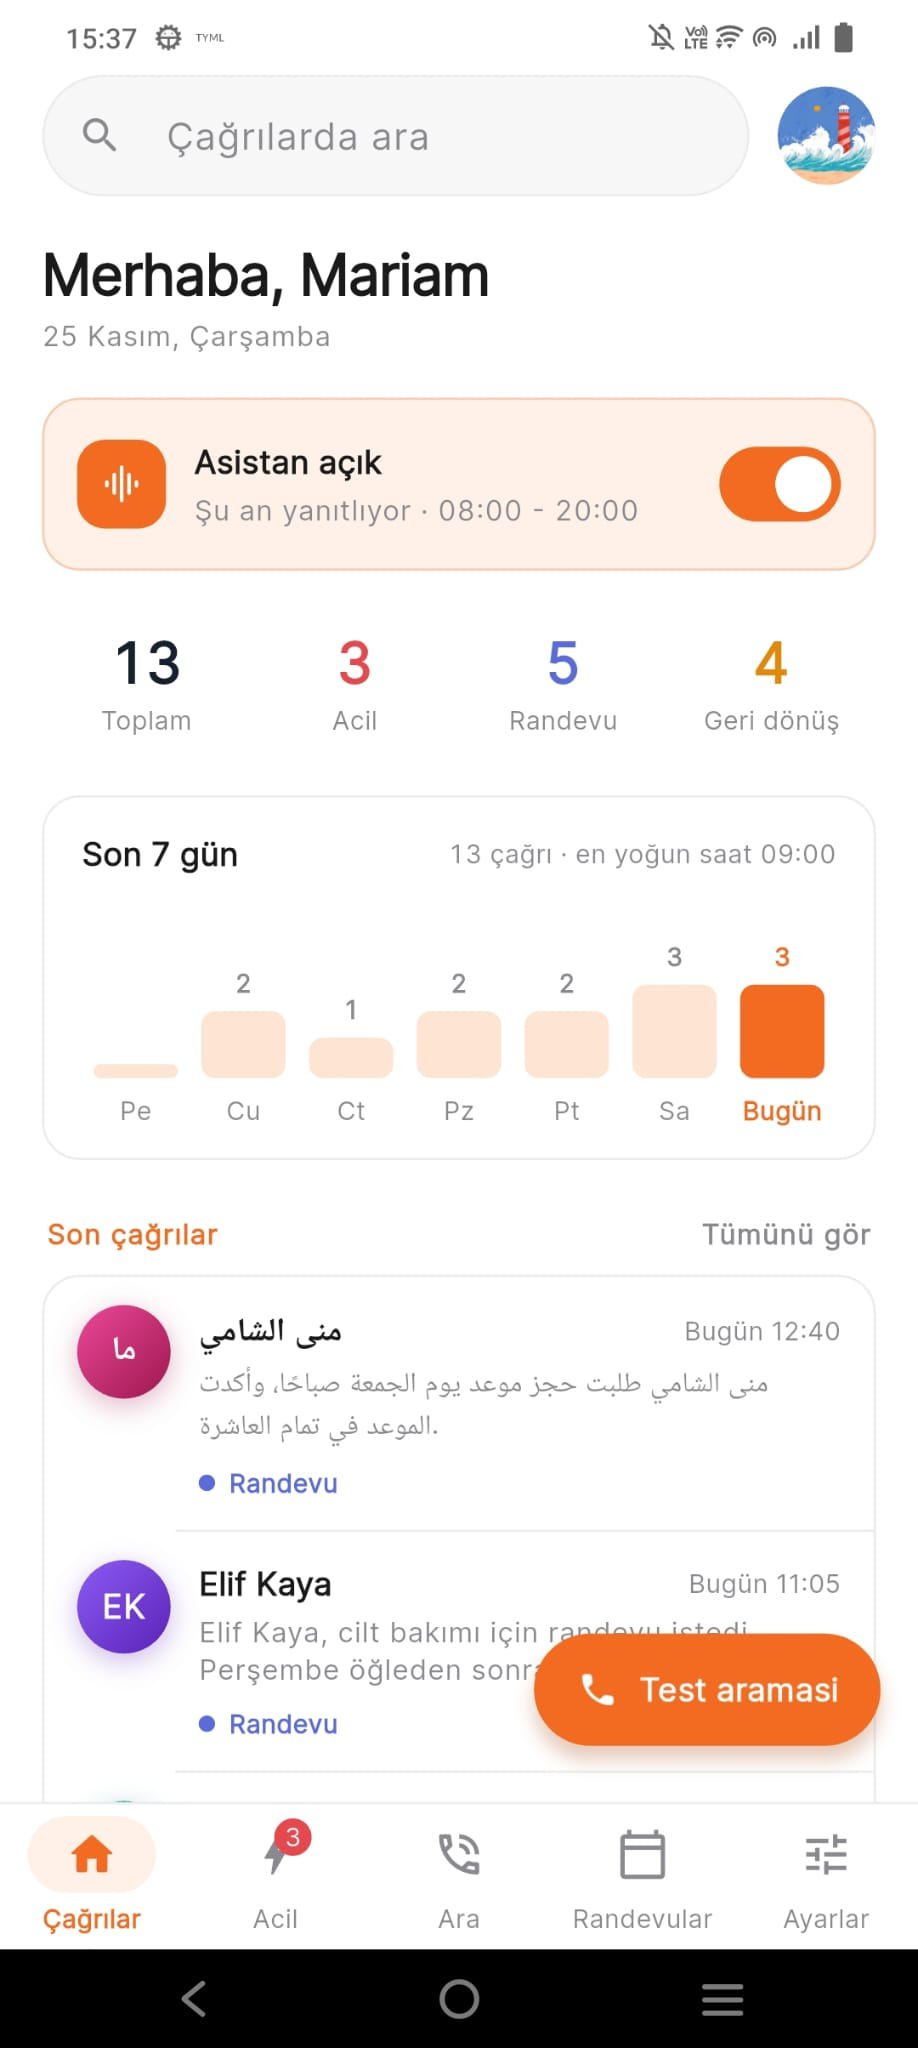 15:37 TYML Vo) LTE
Çağrılarda ara
Merhaba, Mariam
25 Kasım, Çarşamba
Asistan açık
Şu an yanıtlıyor · 08:00 - 20:00
13 3 5 4
Toplam Acil Randevu Geri dönüş
Son 7 gün 13 çağrı · en yoğun saat 09:00
2 1 2 2 3 3
Pe Cu Ct Pz Pt Sa Bugün
Son çağrılar Tümünü gör
ما
منى الشامي Bugün 12:40
منى الشامي طلبت حجز موعد يوم الجمعة صباحًا، وأكدت
الموعد في تمام العاشرة.
Randevu
EK
Elif Kaya Bugün 11:05
Elif Kaya, cilt bakımı için randevu istedi
Perşembe öğleden
Randevu
Test aramasi
3
Çağrılar Acil Ara Randevular Ayarlar